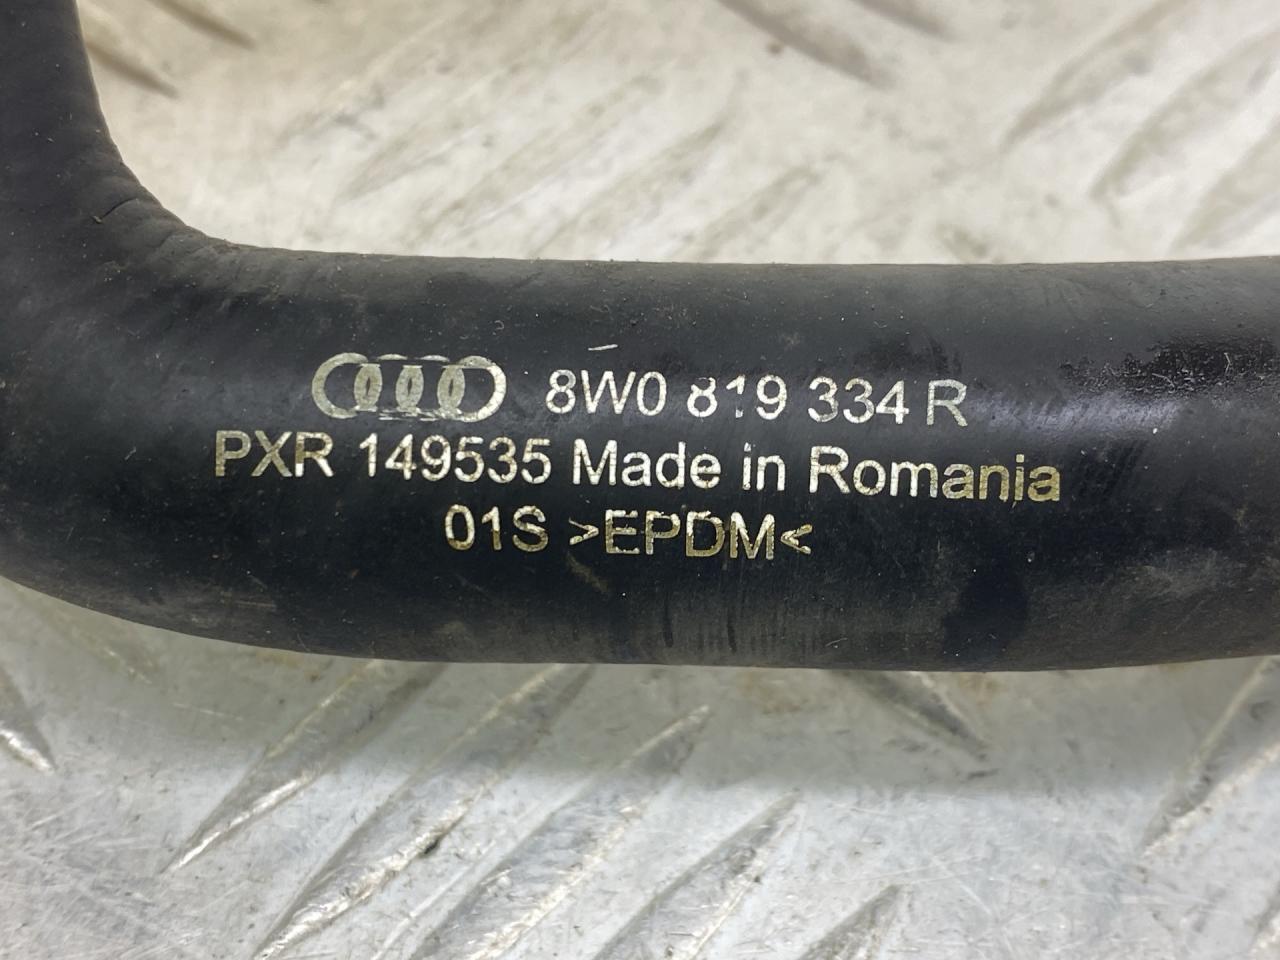 8W0 819 334 R
PXR 149535 Made in Romania
01S >EPDM<